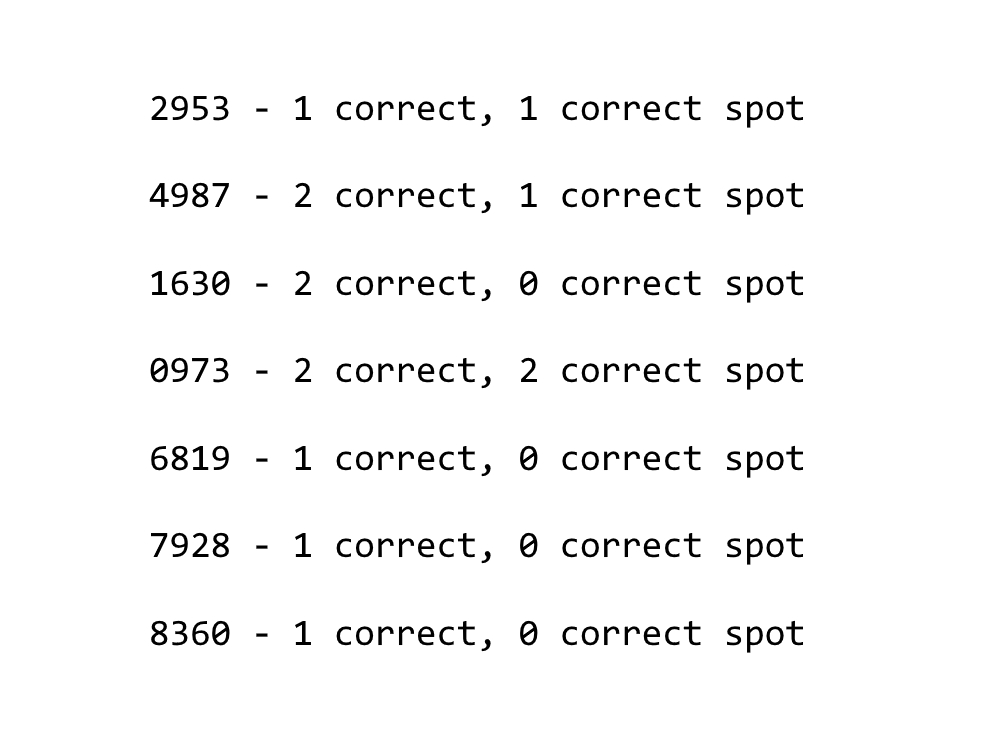 2953 - 1 correct, 1 correct spot
4987 - 2 correct, 1 correct spot
1630 - 2 correct, 0 correct spot
0973 - 2 correct, 2 correct spot
6819 - 1 correct, 0 correct spot
7928 - 1 correct, 0 correct spot
8360 - 1 correct, 0 correct spot